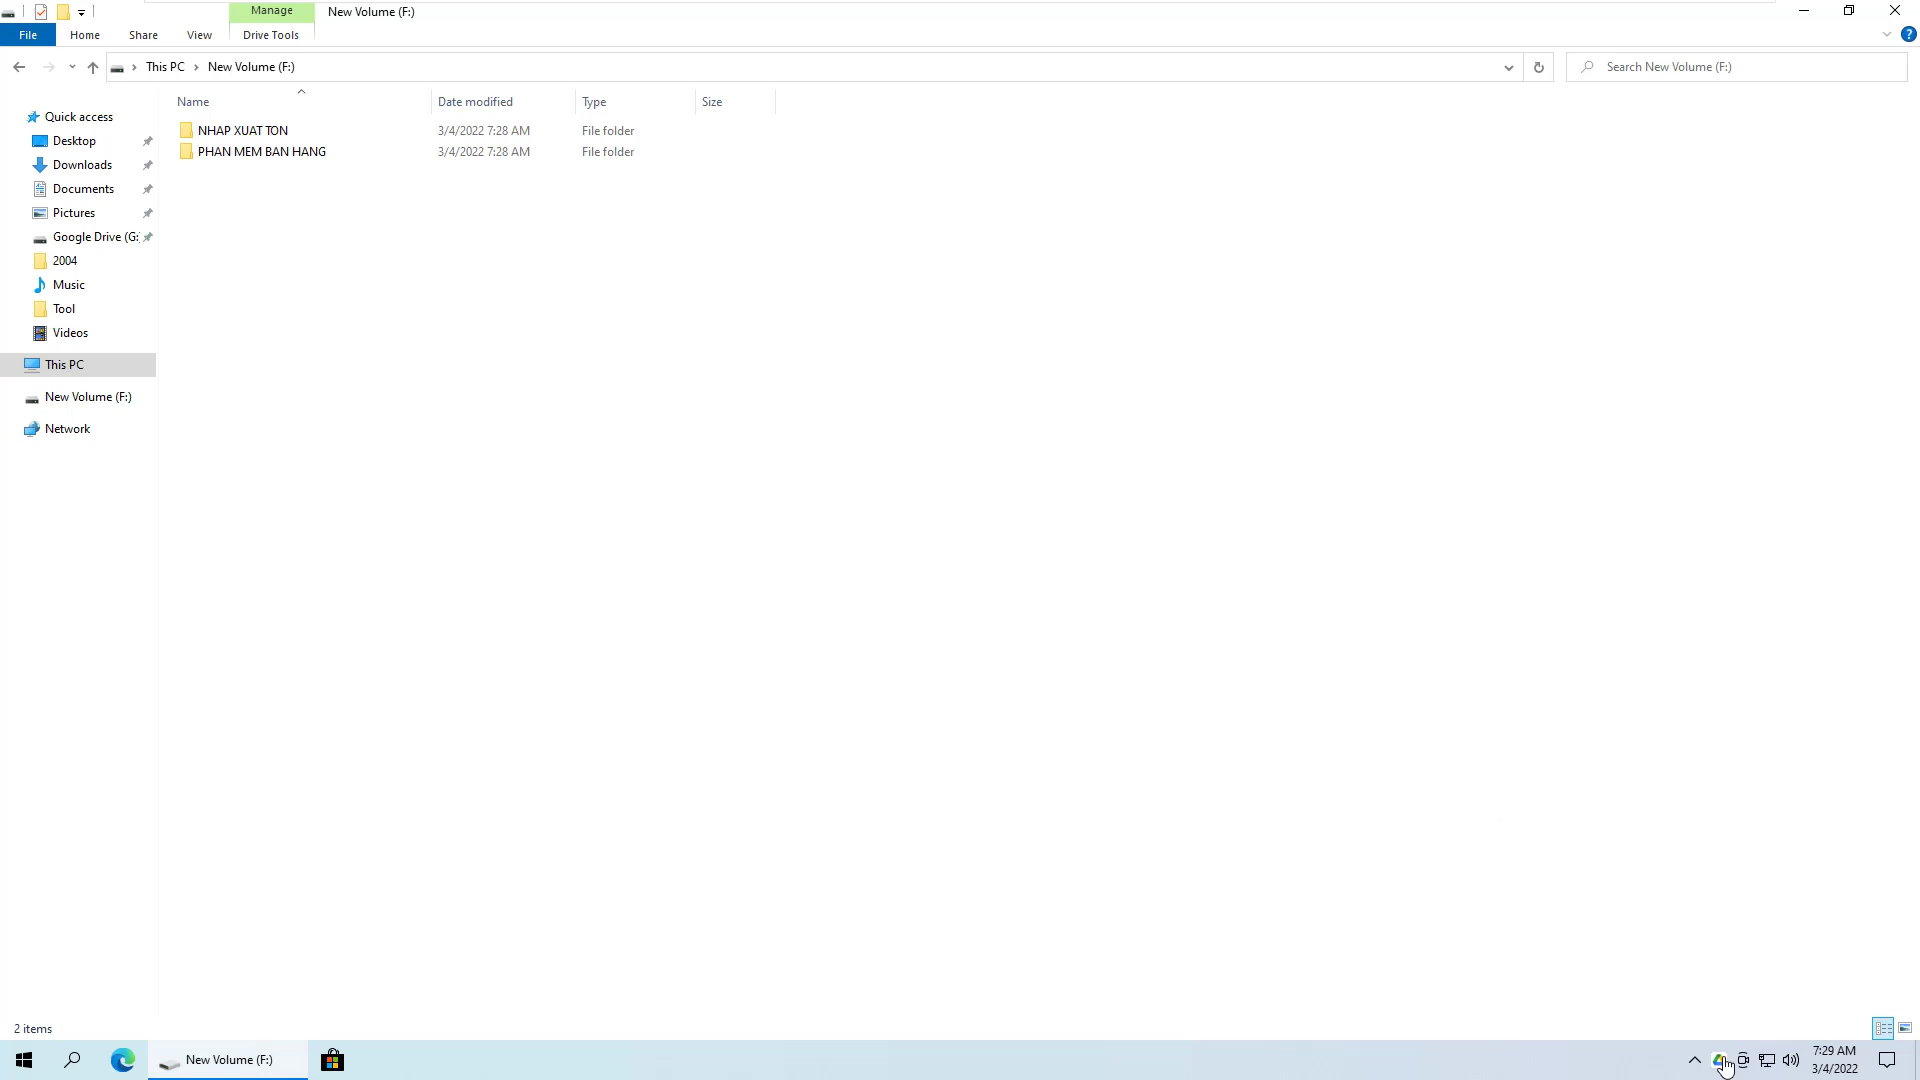 Manage
New Volume (F:)
File
Home
Share
View
Drive Tools
?
This PC
New Volume (F:)
Search New Volume (F:)
Name
Date modified
Type
Size
Quick access
Desktop
Downloads
Documents
Pictures
Google Drive (G:
2004
Music
Tool
Videos
This PC
New Volume (F:)
Network
NHAP XUAT TON
3/4/2022 7:28 AM
File folder
PHAN MEM BAN HANG
3/4/2022 7:28 AM
File folder
2 items
New Volume (F:)
7:29 AM
3/4/2022